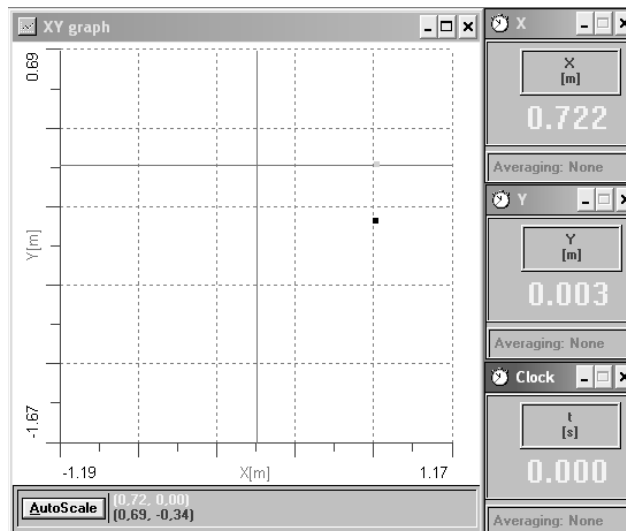 XY graph
0.69
Y[m]
-1.67
-1.19
X[m]
1.17
AutoScale
(0,72, 0,00)
(0,69, -0,34)
X
X
[m]
0.722
Averaging: None
Y
Y
[m]
0.003
Averaging: None
Clock
t
[s]
0.000
Averaging: None